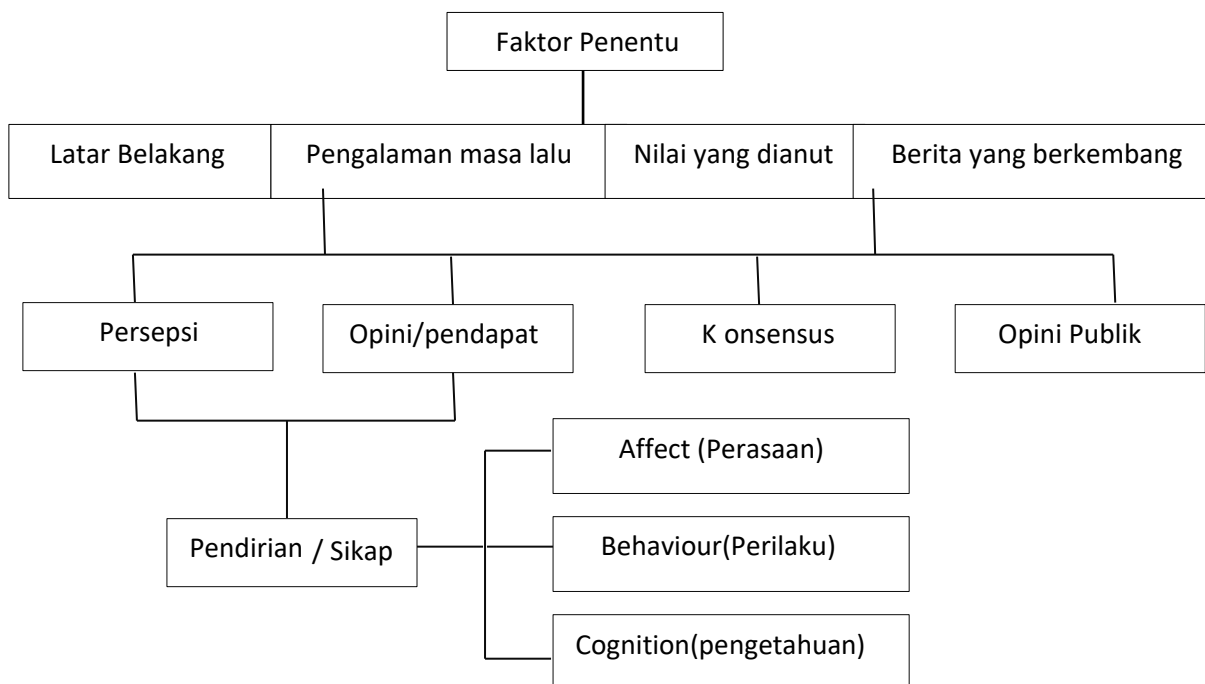 Faktor Penentu
Latar Belakang
Pengalaman masa lalu
Nilai yang dianut
Berita yang berkembang
Persepsi
Opini/pendapat
K onsensus
Opini Publik
Affect (Perasaan)
Pendirian / Sikap
Behaviour(Perilaku)
Cognition(pengetahuan)